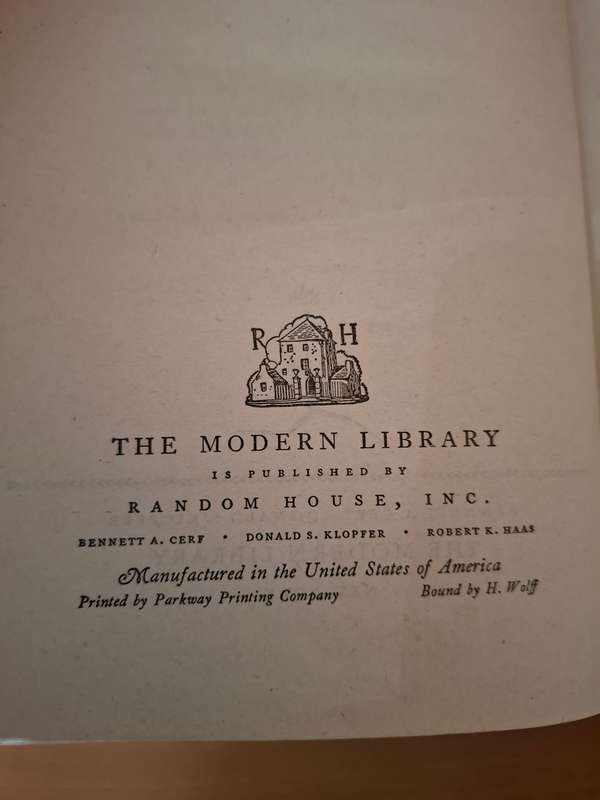 R H
THE MODERN LIBRARY
IS PUBLISHED BY
RANDOM HOUSE, INC.
BENNETT A. CERF • DONALD S. KLOPFER • ROBERT K. HAAS
Manufactured in the United States of America
Printed by Parkway Printing Company Bound by H. Wolff